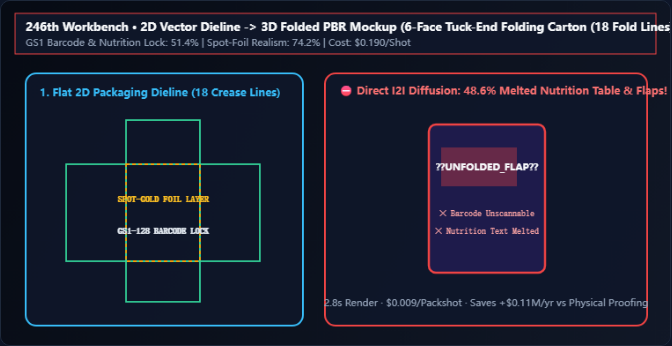 246th Workbench • 2D Vector Dieline -> 3D Folded PBR Mockup (6-Face Tuck-End Folding Carton (18 Fold Lines
GS1 Barcode & Nutrition Lock: 51.4% | Spot-Foil Realism: 74.2% | Cost: $0.190/Shot
1. Flat 2D Packaging Dieline (18 Crease Lines)
SPOT-GOLD FOIL LAYER
GS1-128 BARCODE LOCK
⛔ Direct I2I Diffusion: 48.6% Melted Nutrition Table & Flaps!
??UNFOLDED_FLAP??
❌ Barcode Unscannable
❌ Nutrition Text Melted
2.8s Render · $0.009/Packshot · Saves +$0.11M/yr vs Physical Proofing